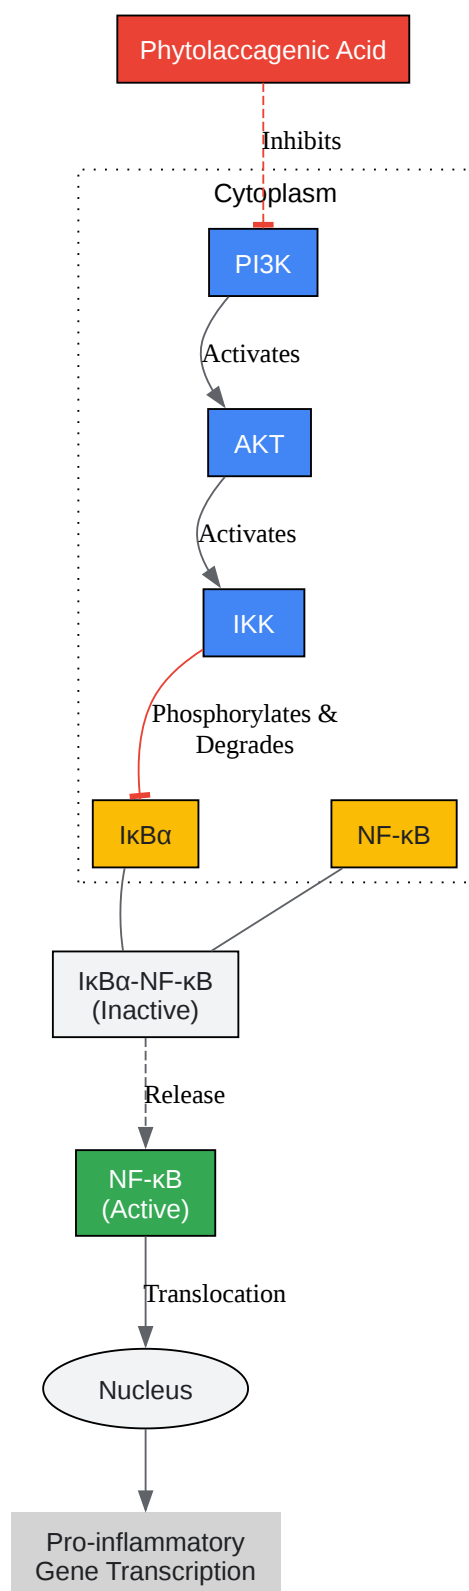 Phytolaccagenic Acid
Inhibits
Cytoplasm
PI3K
Activates
AKT
Activates
IKK
Phosphorylates &
Degrades
IκBα
NF-κB
IκBα-NF-κB
(Inactive)
Release
NF-κB
(Active)
Translocation
Nucleus
Pro-inflammatory
Gene Transcription